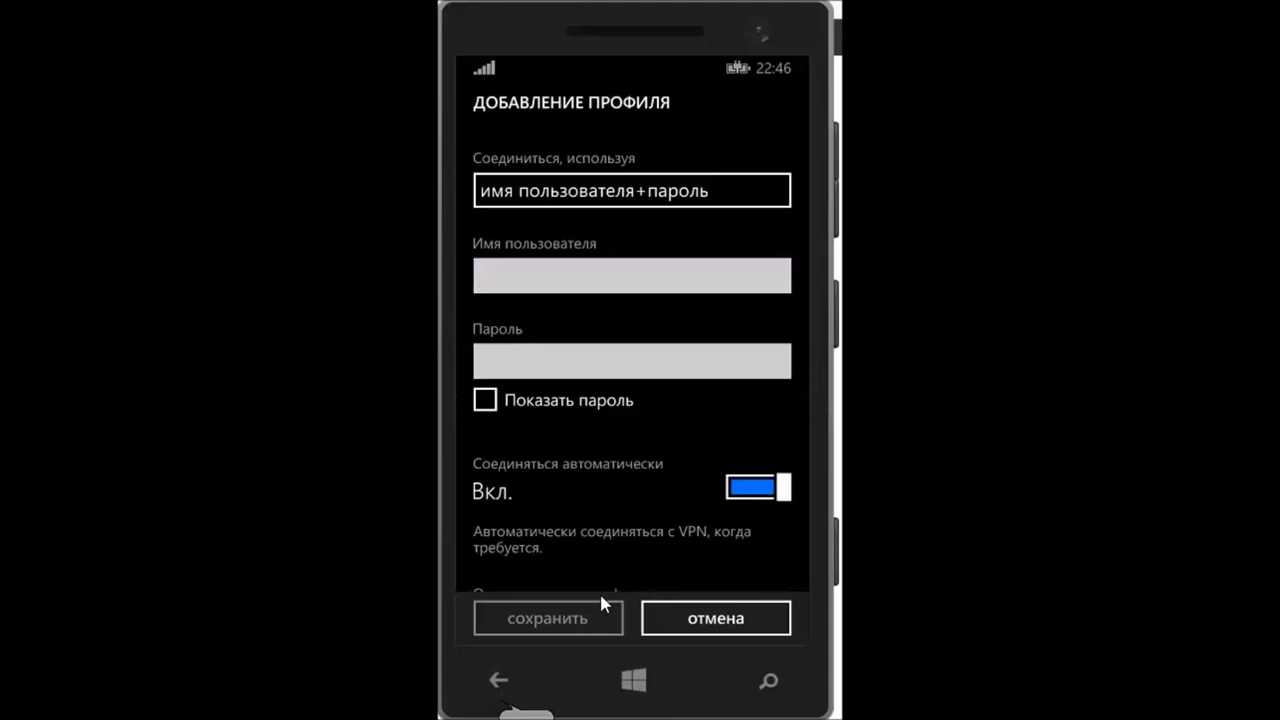 22:46
ДОБАВЛЕНИЕ ПРОФИЛЯ
Соединиться, используя
имя пользователя+пароль
Имя пользователя
Пароль
Показать пароль
Соединяться автоматически
Вкл.
Автоматически соединяться с VPN, когда
требуется.
сохранить
отмена